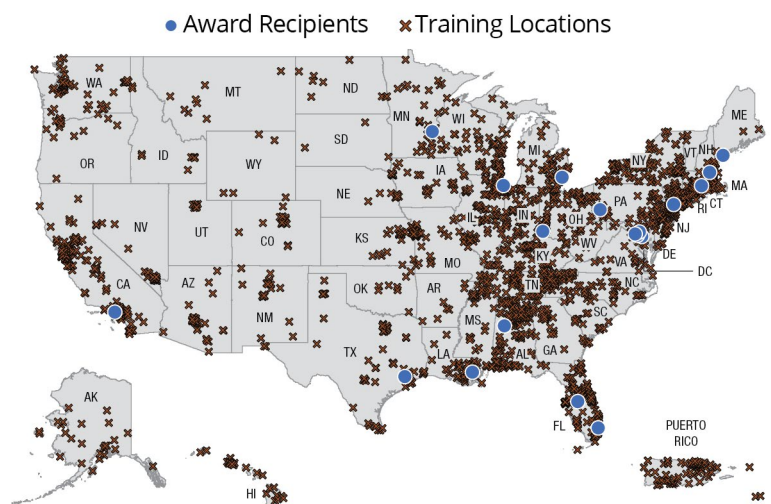 Award Recipients Training Locations
WA
MT
ND
MN
WI
ME
OR
ID
WY
SD
MI
NY
VT
NH
MA
CT
RI
NV
UT
CO
NE
IA
IL
IN
OH
PA
NJ
DE
DC
CA
AZ
NM
KS
OK
MO
AR
KY
WV
VA
TN
NC
SC
TX
LA
MS
AL
GA
FL
AK
HI
PUERTO
RICO